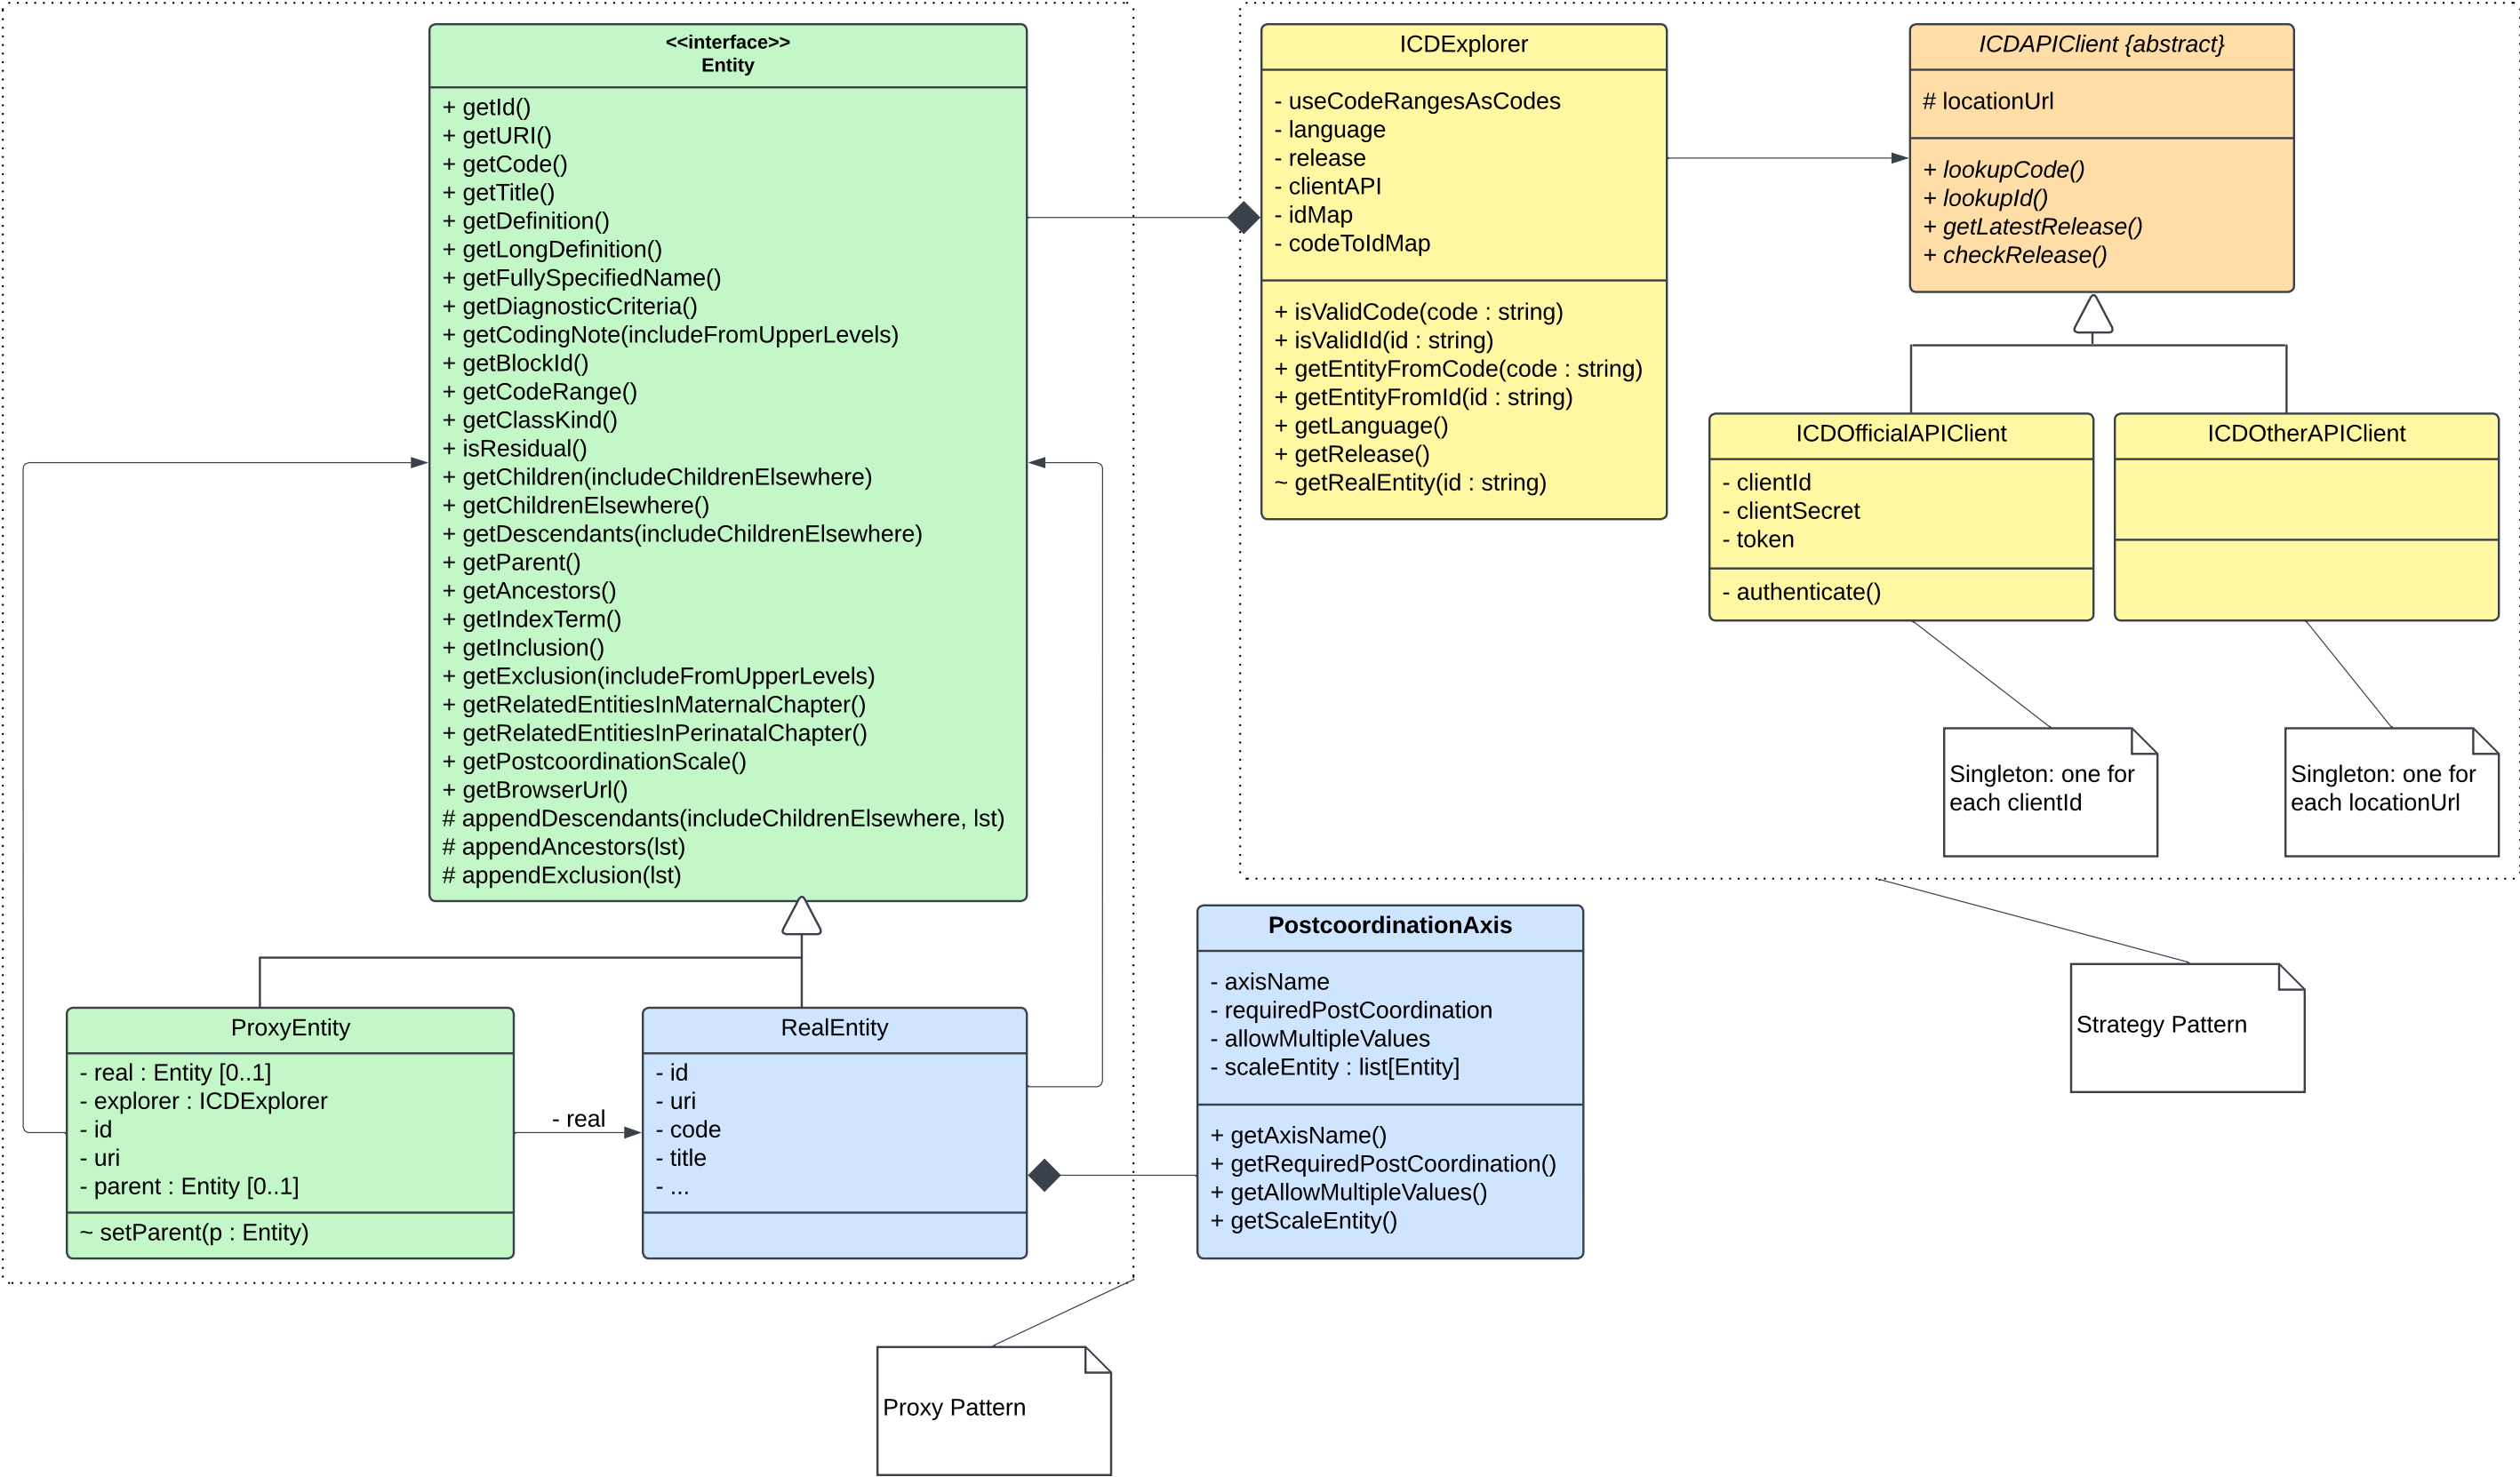 <<interface>>
Entity
+ getId()
+ getURI()
+ getCode()
+ getTitle()
+ getDefinition()
+ getLongDefinition()
+ getFullySpecifiedName()
+ getDiagnosticCriteria()
+ getCodingNote(includeFromUpperLevels)
+ getBlockId()
+ getCodeRange()
+ getClassKind()
+ isResidual()
+ getChildren(includeChildrenElsewhere)
+ getChildrenElsewhere()
+ getDescendants(includeChildrenElsewhere)
+ getParent()
+ getAncestors()
+ getIndexTerm()
+ getInclusion()
+ getExclusion(includeFromUpperLevels)
+ getRelatedEntitiesInMaternalChapter()
+ getRelatedEntitiesInPerinatalChapter()
+ getPostcoordinationScale()
+ getBrowserUrl()
# appendDescendants(includeChildrenElsewhere, lst)
# appendAncestors(lst)
# appendExclusion(lst)
ICDExplorer
- useCodeRangesAsCodes
- language
- release
- clientAPI
- idMap
- codeToIdMap
+ isValidCode(code : string)
+ isValidId(id : string)
+ getEntityFromCode(code : string)
+ getEntityFromId(id : string)
+ getLanguage()
+ getRelease()
~ getRealEntity(id : string)
ICDAPIClient {abstract}
# locationUrl
+ lookupCode()
+ lookupId()
+ getLatestRelease()
+ checkRelease()
ICDOfficialAPIClient
- clientId
- clientSecret
- token
- authenticate()
ICDOtherAPIClient
Singleton: one for
each clientId
Singleton: one for
each locationUrl
ProxyEntity
- real : Entity [0..1]
- explorer : ICDExplorer
- id
- uri
- parent : Entity [0..1]
~ setParent(p : Entity)
- real
RealEntity
- id
- uri
- code
- title
- ...
PostcoordinationAxis
- axisName
- requiredPostCoordination
- allowMultipleValues
- scaleEntity : list[Entity]
+ getAxisName()
+ getRequiredPostCoordination()
+ getAllowMultipleValues()
+ getScaleEntity()
Strategy Pattern
Proxy Pattern